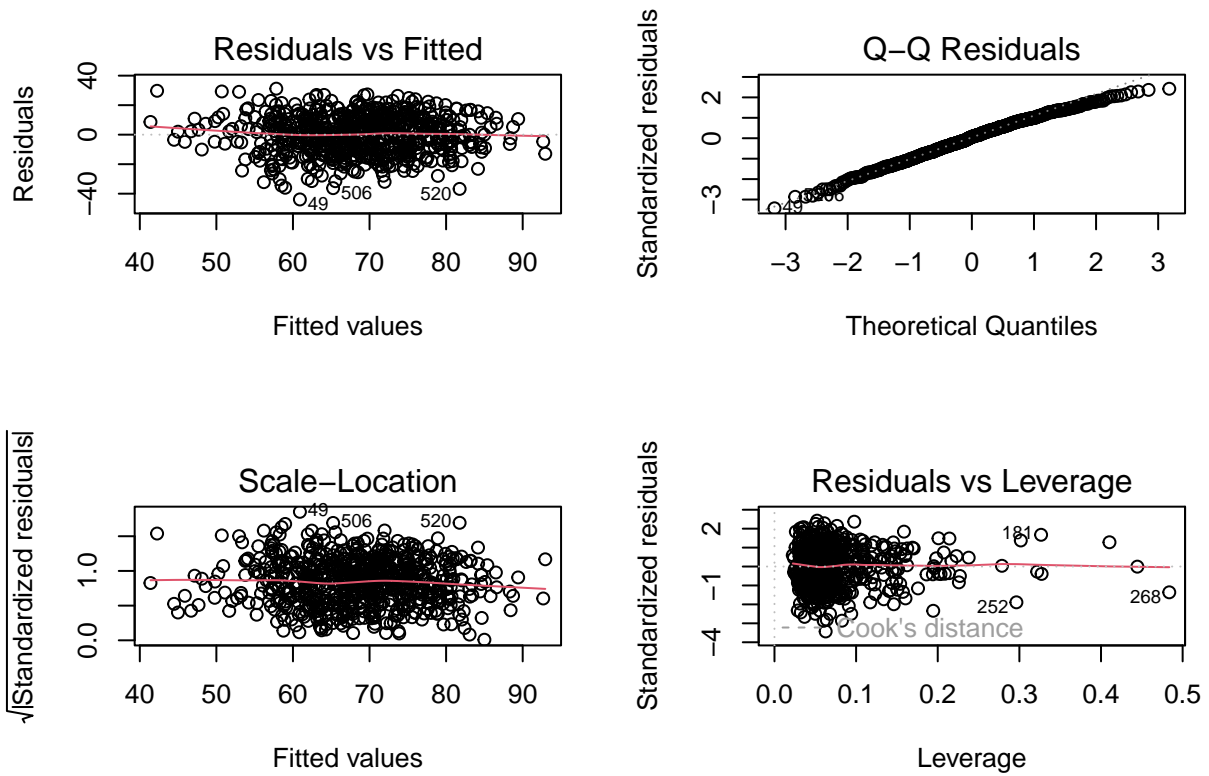 Residuals vs Fitted
Residuals
40
0
−40
49
506
520
40 50 60 70 80 90
Fitted values
Q−Q Residuals
Standardized residuals
2
0
−3
49
−3 −2 −1 0 1 2 3
Theoretical Quantiles
Scale−Location
√|Standardized residuals|
1.0
0.0
49
506
520
40 50 60 70 80 90
Fitted values
Residuals vs Leverage
Standardized residuals
2
−1
−4
181
252
268
Cook's distance
0.0 0.1 0.2 0.3 0.4 0.5
Leverage